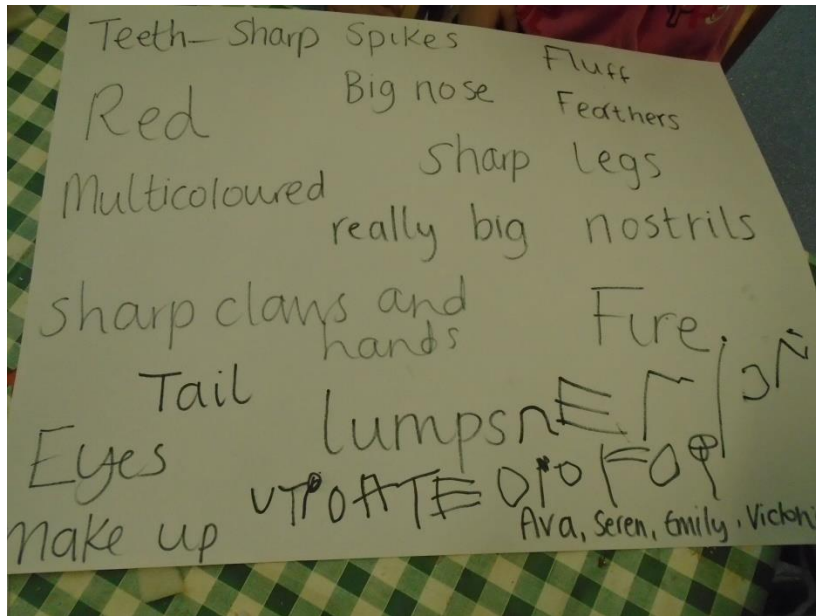 Teeth- Sharp Spikes
Fluff
Big nose
Feathers
Red
Sharp legs
Multicoloured
really big nostrils
sharp claws and
hands
Fire
Tail
lumps
Eyes
make up
Ava, Seren, Emily,